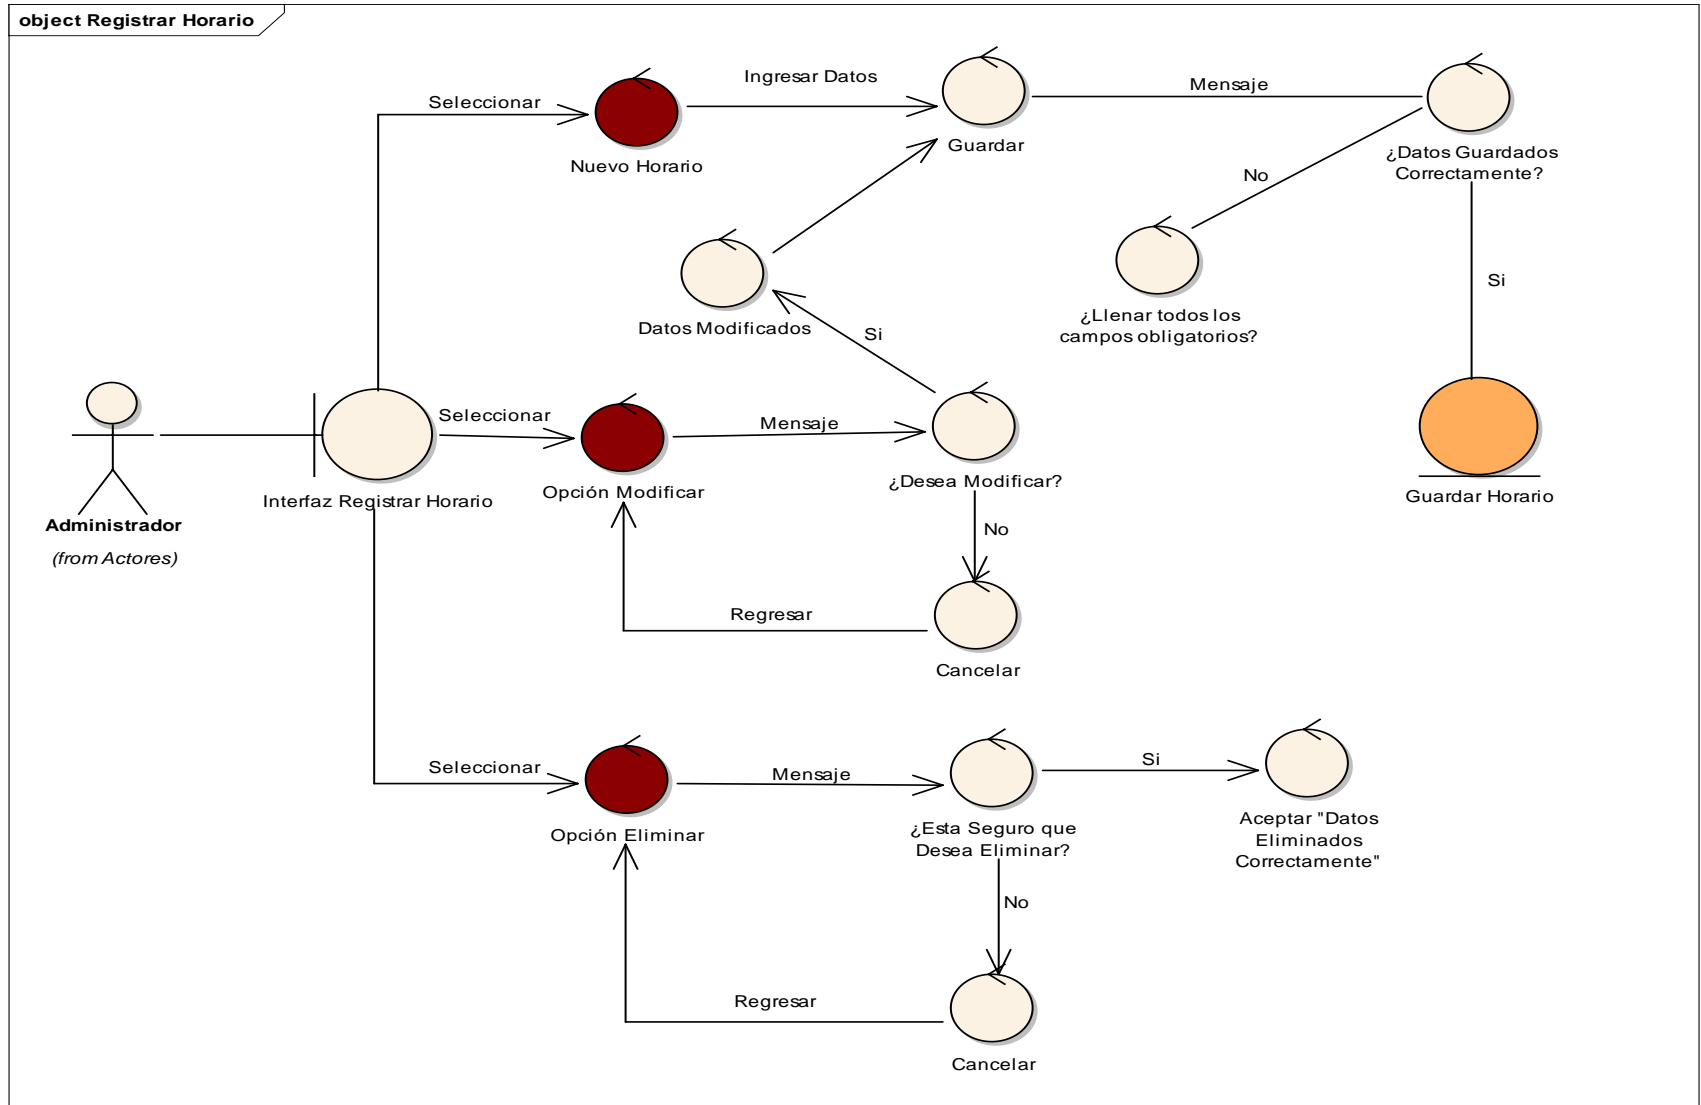 object Registrar Horario
Ingresar Datos
Mensaje
Seleccionar
Guardar
Nuevo Horario
¿Datos Guardados
Correctamente?
No
Si
Datos Modificados
¿Llenar todos los
campos obligatorios?
Si
Seleccionar
Mensaje
¿Desea Modificar?
Interfaz Registrar Horario
Opción Modificar
Guardar Horario
Administrador
(from Actores)
No
Regresar
Cancelar
Seleccionar
Mensaje
Si
Opción Eliminar
¿Esta Seguro que
Desea Eliminar?
Aceptar "Datos
Eliminados
Correctamente"
No
Regresar
Cancelar